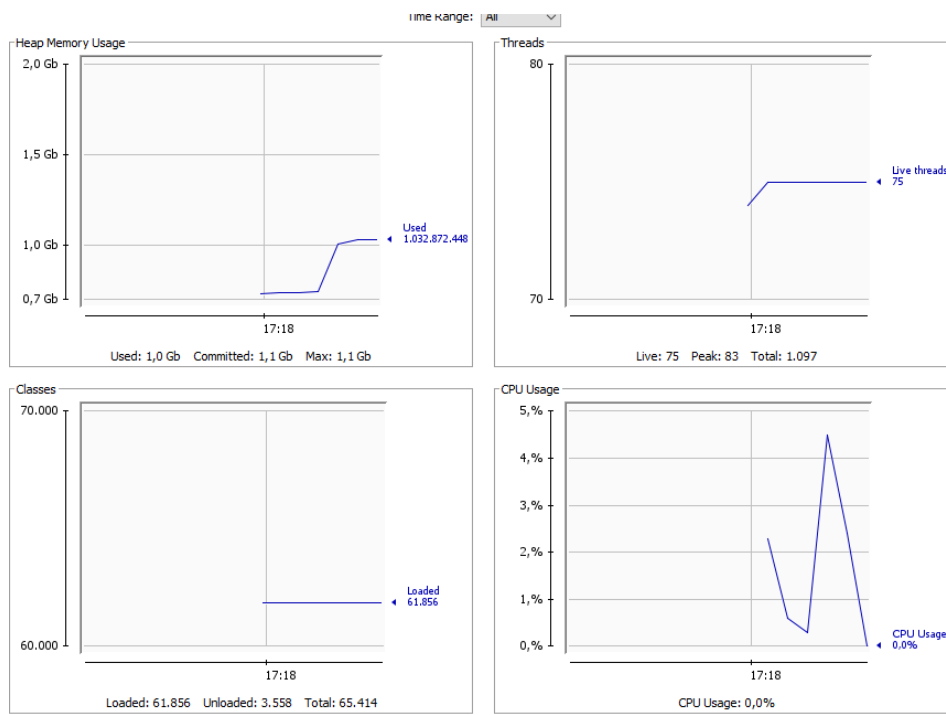 Time Range: All
Heap Memory Usage
2,0 Gb
1,5 Gb
1,0 Gb
0,7 Gb
Used
1.032.872.448
17:18
Used: 1,0 Gb Committed: 1,1 Gb Max: 1,1 Gb
Threads
80
70
Live threads
75
17:18
Live: 75 Peak: 83 Total: 1.097
Classes
70.000
60.000
Loaded
61.856
17:18
Loaded: 61.856 Unloaded: 3.558 Total: 65.414
CPU Usage
5,%
4,%
3,%
2,%
1,%
0,%
CPU Usage
0,0%
17:18
CPU Usage: 0,0%